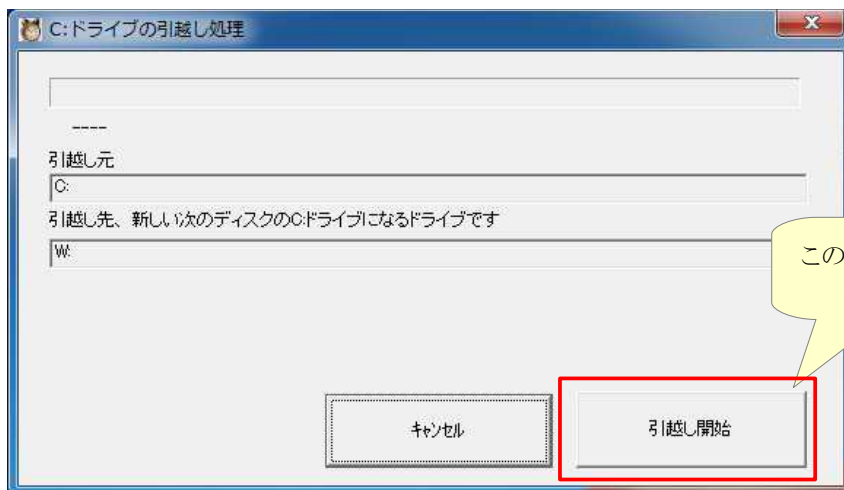 C:ドライブの引越し処理
----
引越し元
C:
引越し先、新しい次のディスクのC:ドライブになるドライブです
W:
この
キャンセル
引越し開始